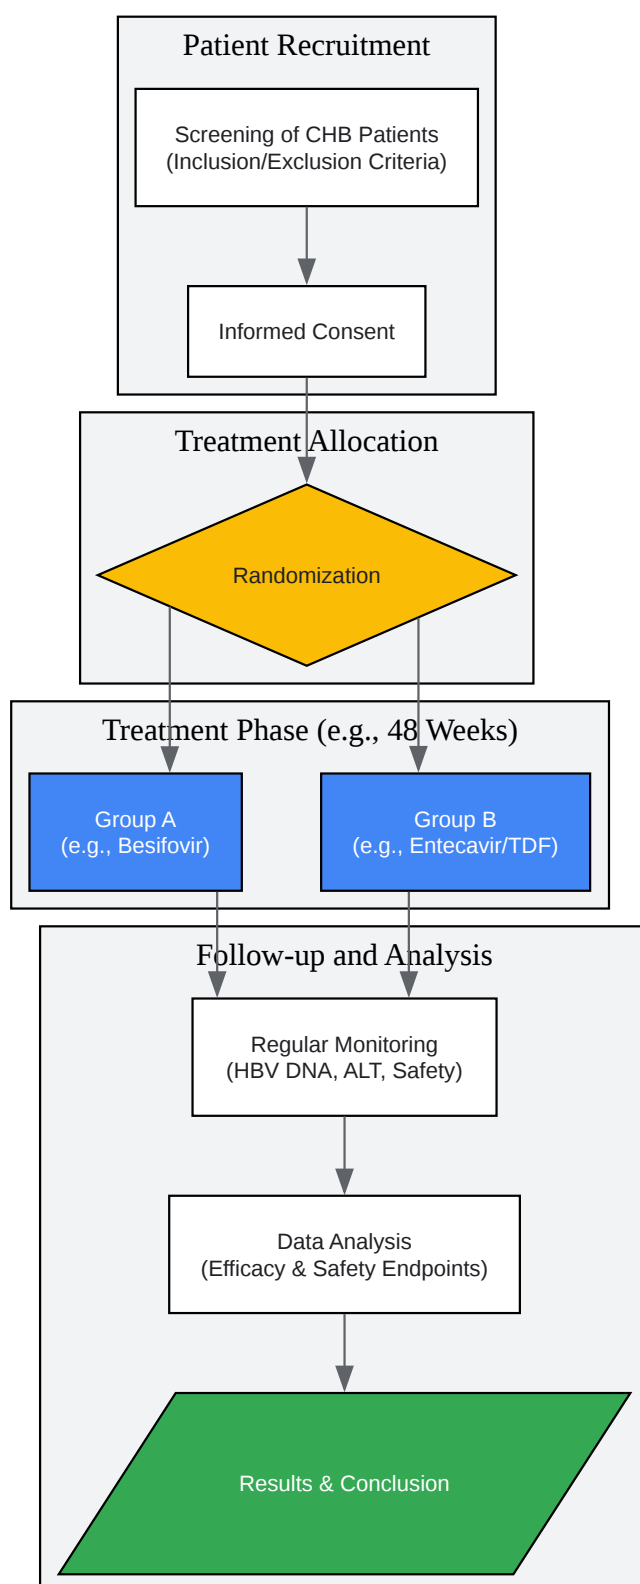 Patient Recruitment
Screening of CHB Patients
(Inclusion/Exclusion Criteria)
Informed Consent
Treatment Allocation
Randomization
Treatment Phase (e.g., 48 Weeks)
Group A
(e.g., Besifovir)
Group B
(e.g., Entecavir/TDF)
Follow-up and Analysis
Regular Monitoring
(HBV DNA, ALT, Safety)
Data Analysis
(Efficacy & Safety Endpoints)
Results & Conclusion